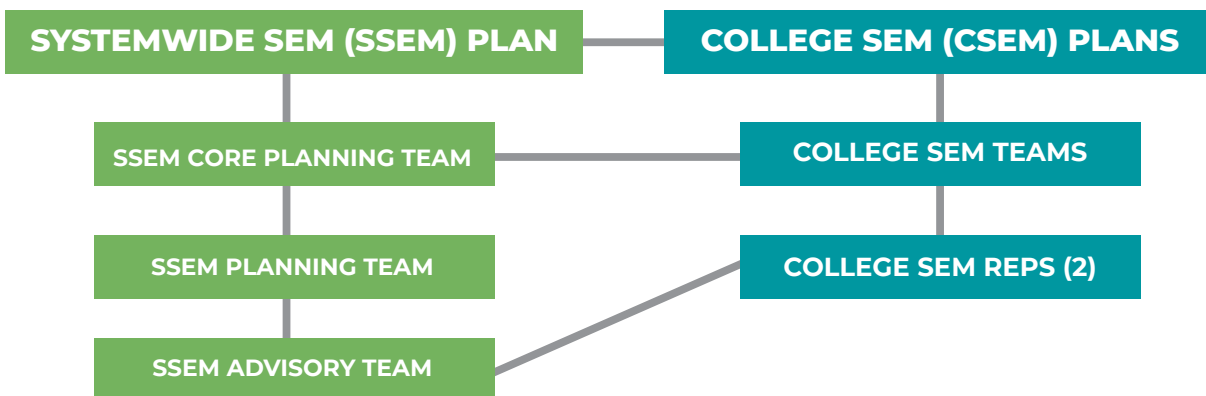 SYSTEMWIDE SEM (SSEM) PLAN
COLLEGE SEM (CSEM) PLANS
SSEM CORE PLANNING TEAM
COLLEGE SEM TEAMS
SSEM PLANNING TEAM
COLLEGE SEM REPS (2)
SSEM ADVISORY TEAM